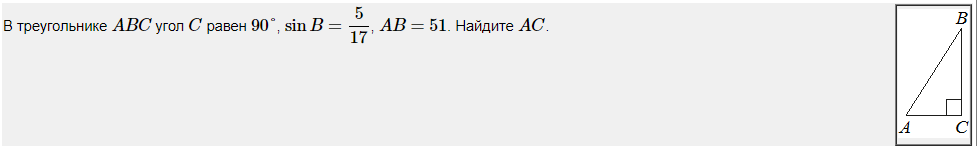 В треугольнике ABC угол C равен 90°, sin B = 5/17, AB = 51. Найдите AC.
B
A
C